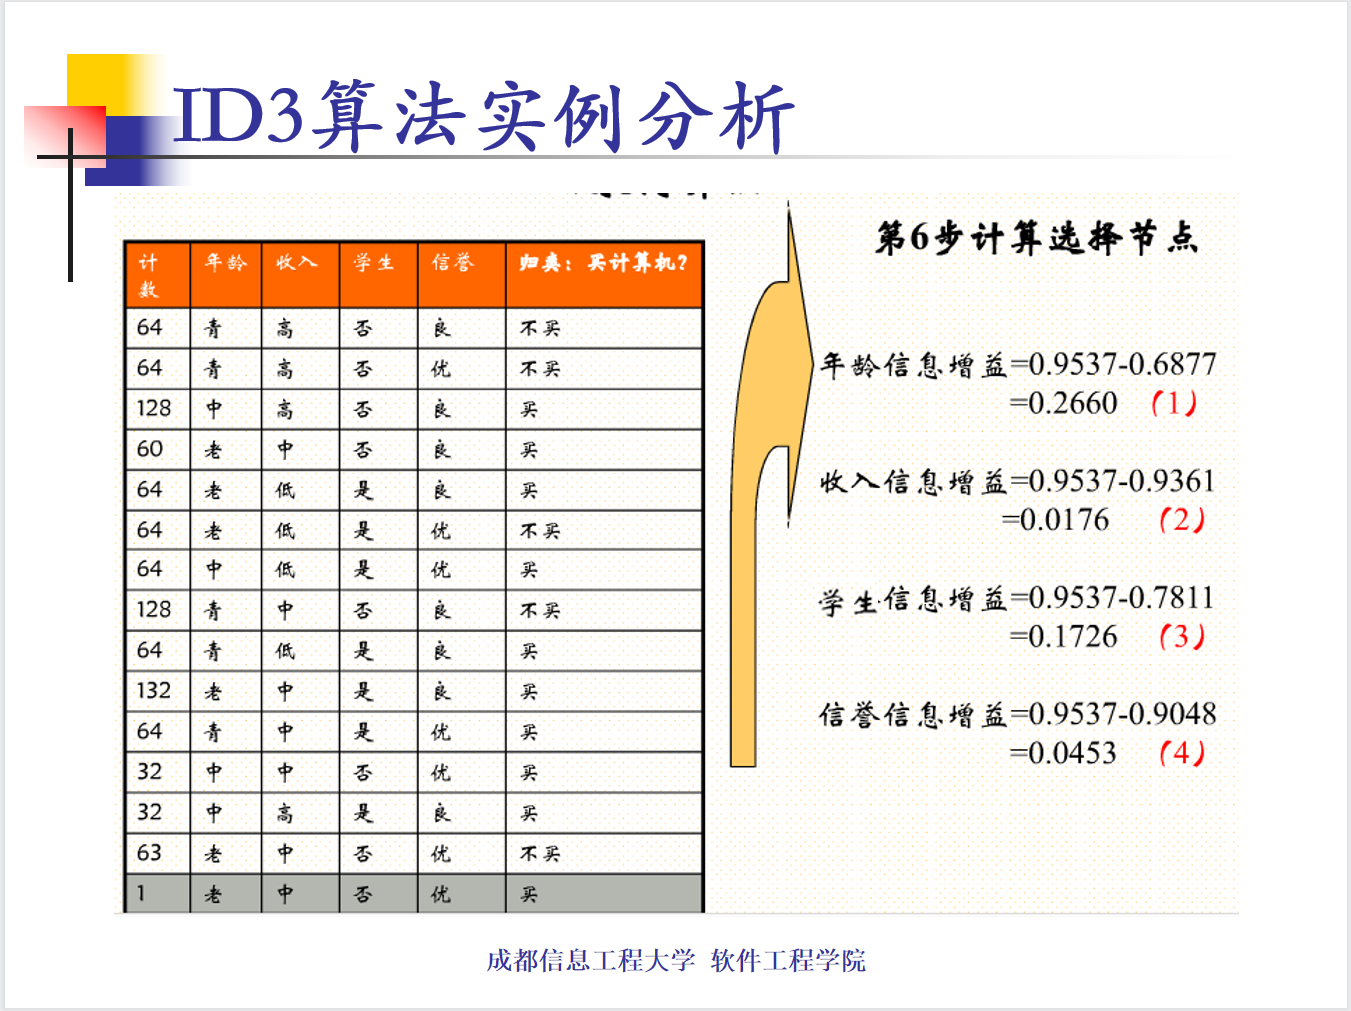 ID3算法实例分析
第6步计算选择节点
计数 年龄 收入 学生 信誉 归类：买计算机？
64 青 高 否 良 不买
64 青 高 否 优 不买
128 中 高 否 良 买
60 老 中 否 良 买
64 老 低 是 良 买
64 老 低 是 优 不买
64 中 低 是 优 买
128 青 中 否 良 不买
64 青 低 是 良 买
132 老 中 是 良 买
64 青 中 是 优 买
32 中 中 否 优 买
32 中 高 是 良 买
63 老 中 否 优 不买
1 老 中 否 优 买
年龄信息增益=0.9537-0.6877
=0.2660 （1）
收入信息增益=0.9537-0.9361
=0.0176 （2）
学生信息增益=0.9537-0.7811
=0.1726 （3）
信誉信息增益=0.9537-0.9048
=0.0453 （4）
成都信息工程大学 软件工程学院